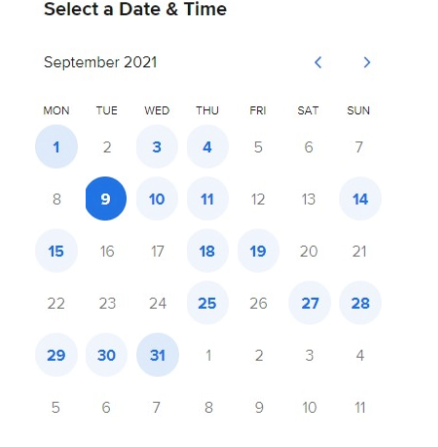 Select a Date & Time
September 2021
MON TUE WED THU FRI SAT SUN
1 2 3 4 5 6 7
8 9 10 11 12 13 14
15 16 17 18 19 20 21
22 23 24 25 26 27 28
29 30 31 1 2 3 4
5 6 7 8 9 10 11